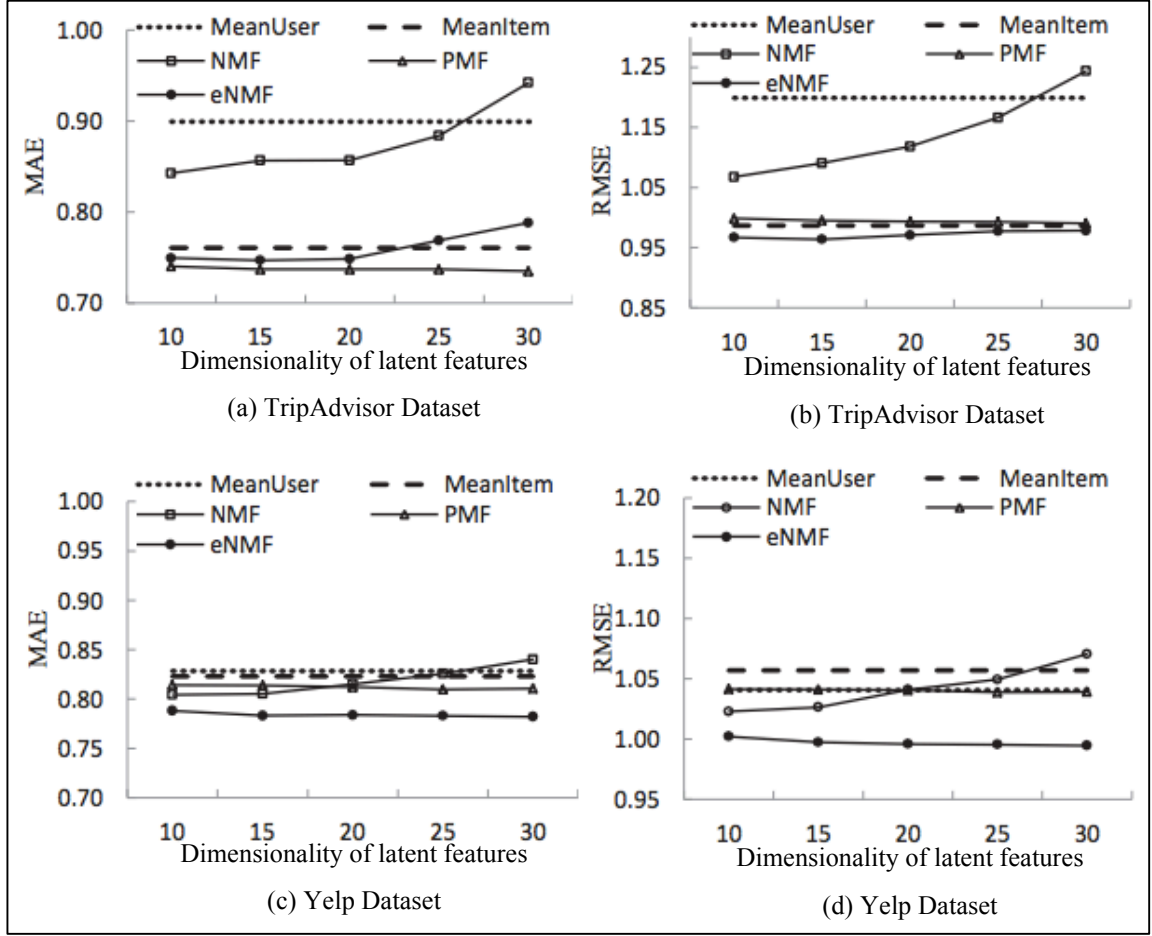 MeanUser MeanItem
NMF PMF
eNMF
MAE
1.00
0.90
0.80
0.70
10 15 20 25 30
Dimensionality of latent features
(a) TripAdvisor Dataset
MeanUser MeanItem
NMF PMF
eNMF
RMSE
1.25
1.15
1.05
0.95
0.85
10 15 20 25 30
Dimensionality of latent features
(b) TripAdvisor Dataset
MeanUser MeanItem
NMF PMF
eNMF
MAE
1.00
0.95
0.90
0.85
0.80
0.75
0.70
10 15 20 25 30
Dimensionality of latent features
(c) Yelp Dataset
MeanUser MeanItem
NMF PMF
eNMF
RMSE
1.20
1.15
1.10
1.05
1.00
0.95
10 15 20 25 30
Dimensionality of latent features
(d) Yelp Dataset